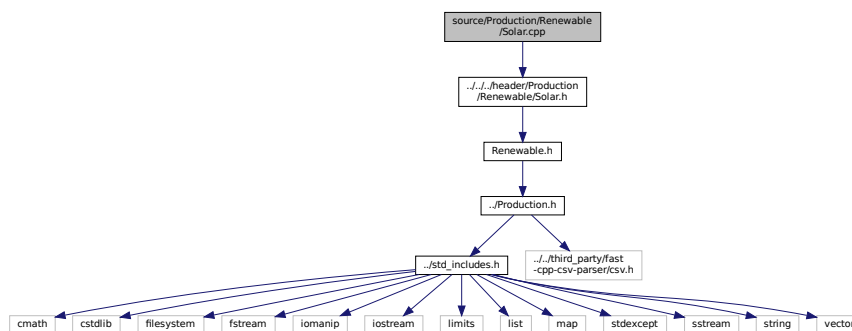 source/Production/Renewable
/Solar.cpp
../../../header/Production
/Renewable/Solar.h
Renewable.h
../Production.h
../std_includes.h
../../third_party/fast
-cpp-csv-parser/csv.h
cmath
cstdlib
filesystem
fstream
iomanip
iostream
limits
list
map
stdexcept
sstream
string
vector